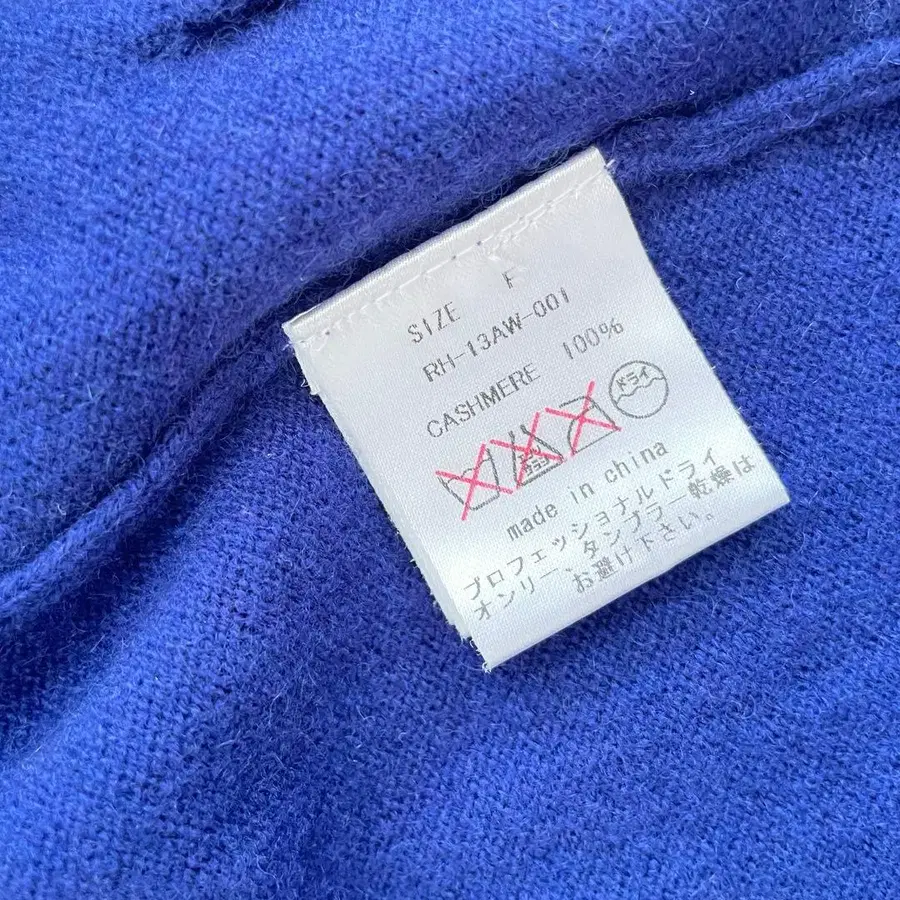 SIZE F
RH-13AW-001
CASHMERE 100%
ドライ
made in china
プロフェッショナルドライ
オンリー、タンブラー乾燥は
お避け下さい。